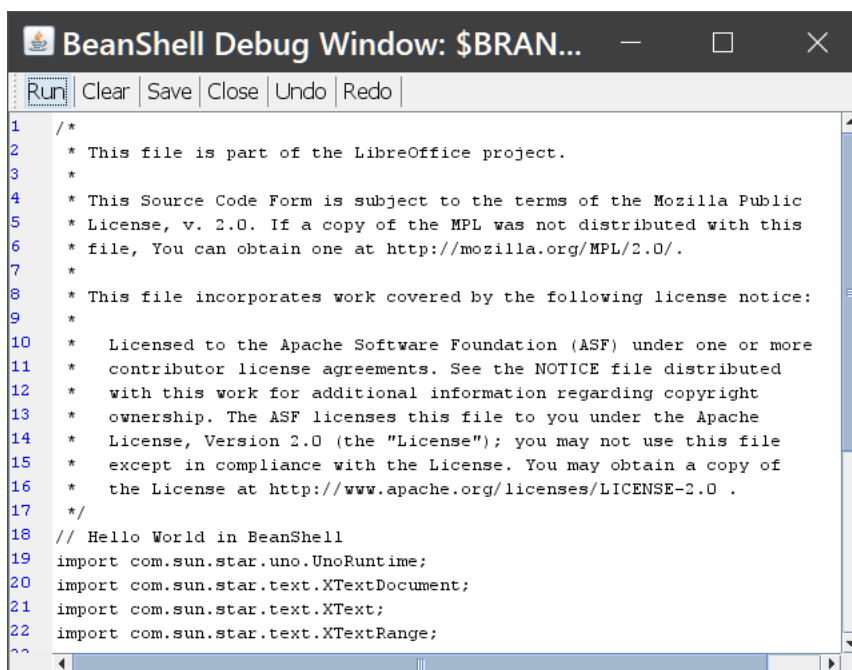 BeanShell Debug Window: $BRAN...
Run Clear Save Close Undo Redo
1 /*
2 * This file is part of the LibreOffice project.
3 *
4 * This Source Code Form is subject to the terms of the Mozilla Public
5 * License, v. 2.0. If a copy of the MPL was not distributed with this
6 * file, You can obtain one at http://mozilla.org/MPL/2.0/.
7 *
8 * This file incorporates work covered by the following license notice:
9 *
10 *   Licensed to the Apache Software Foundation (ASF) under one or more
11 *   contributor license agreements. See the NOTICE file distributed
12 *   with this work for additional information regarding copyright
13 *   ownership. The ASF licenses this file to you under the Apache
14 *   License, Version 2.0 (the "License"); you may not use this file
15 *   except in compliance with the License. You may obtain a copy of
16 *   the License at http://www.apache.org/licenses/LICENSE-2.0 .
17 */
18 // Hello World in BeanShell
19 import com.sun.star.uno.UnoRuntime;
20 import com.sun.star.text.XTextDocument;
21 import com.sun.star.text.XText;
22 import com.sun.star.text.XTextRange;